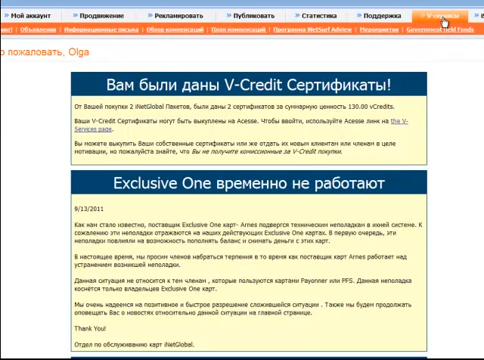 Мой аккаунт Продвижение Рекламировать Публиковать Статистика Поддержка
Объявления | Информационные письма | Обзор компенсаций | План компенсаций | Программа NetSurf Adview | Мероприятия | Government Held Funds
о пожаловать, Olga
Вам были даны V-Credit Сертификаты!
От Вашей покупки 2 iNetGlobal Пакетов, были даны 2 сертификатов за суммарную ценность 130.00 vCredits.
Ваши V-Credit Сертификаты могут быть выкуплены на Acesse. Чтобы ввойти, используйте Acesse линк на the V-
Services page.
Вы можете выкупить Ваши собственные сертификаты или же отдать их новым клиентам или членам в целе
мотивации, но пожалуйста знайте, что Вы не получите комиссионные за V-Credit покупки.
Exclusive One временно не работают
9/13/2011
Как нам стало известно, поставщик Exclusive One карт- Arnes подвергся техническим неполадкам в ихней системе. К
сожалению эти неполадки отражаются на наших действующих Exclusive One картах. В первую очередь, эти
неполадки повлияли на возможность пополнять баланс и снимать деньги с этих карт.
В настоящее время, мы просим членов набраться терпения в то время как поставщик карт Arnes работает над
устранением возникшей неполадки.
Данная ситуация не относится к тем членам , которые пользуются картами Payonner или PFS. Данная неполадка
коснётся только владельцев Exclusive One карт.
Мы очень надеемся на позитивное и быстрое разрешение сложившейся ситуации . Также мы будем продолжать
оповещать Вас о новостях относительно данной ситуации на главной странице.
Thank You!
Отдел по обслуживанию карт iNetGlobal.